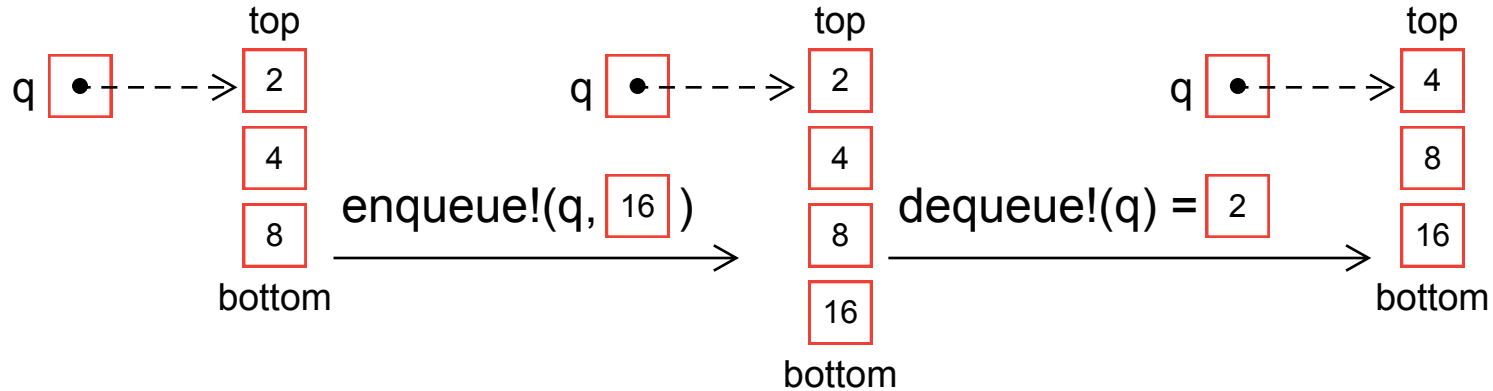 top
q
2
4
8
bottom
enqueue!(q, 16 )
top
q
2
4
8
16
bottom
dequeue!(q) = 2
top
q
4
8
16
bottom